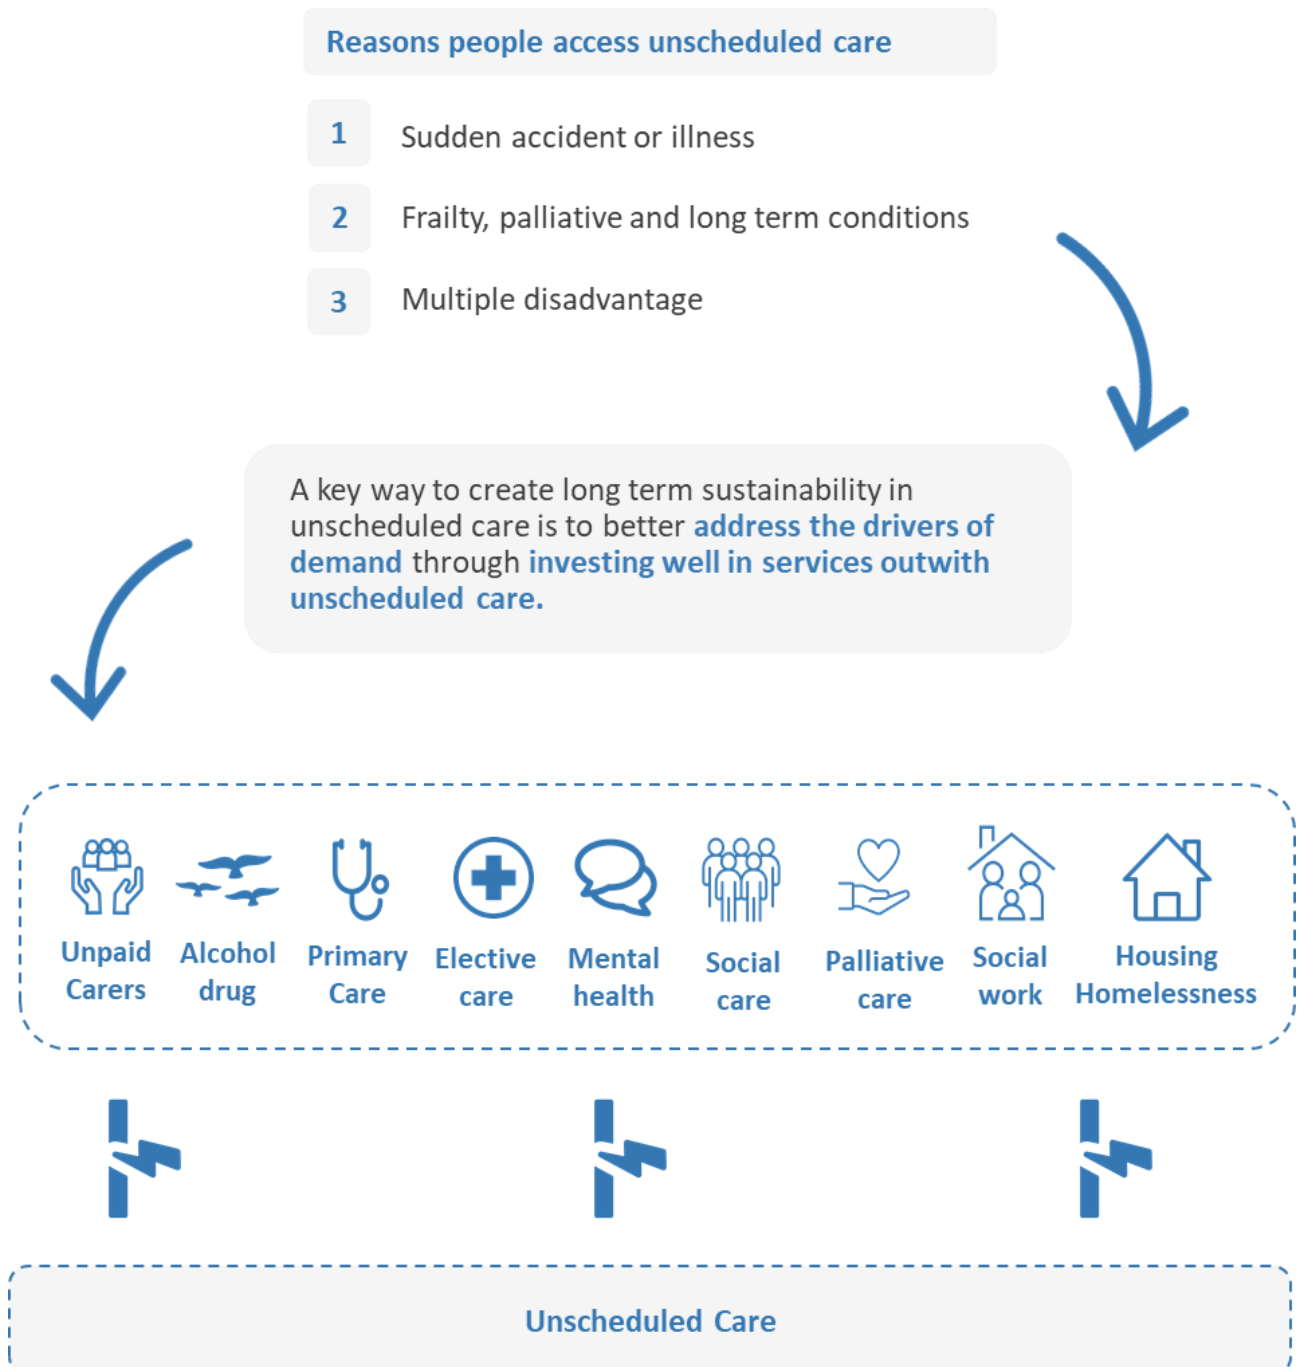 Reasons people access unscheduled care
1 Sudden accident or illness
2 Frailty, palliative and long term conditions
3 Multiple disadvantage
A key way to create long term sustainability in
unscheduled care is to better address the drivers of
demand through investing well in services outwith
unscheduled care.
Unpaid
Carers
Alcohol
drug
Primary
Care
Elective
care
Mental
health
Social
care
Palliative
care
Social
work
Housing
Homelessness
Unscheduled Care